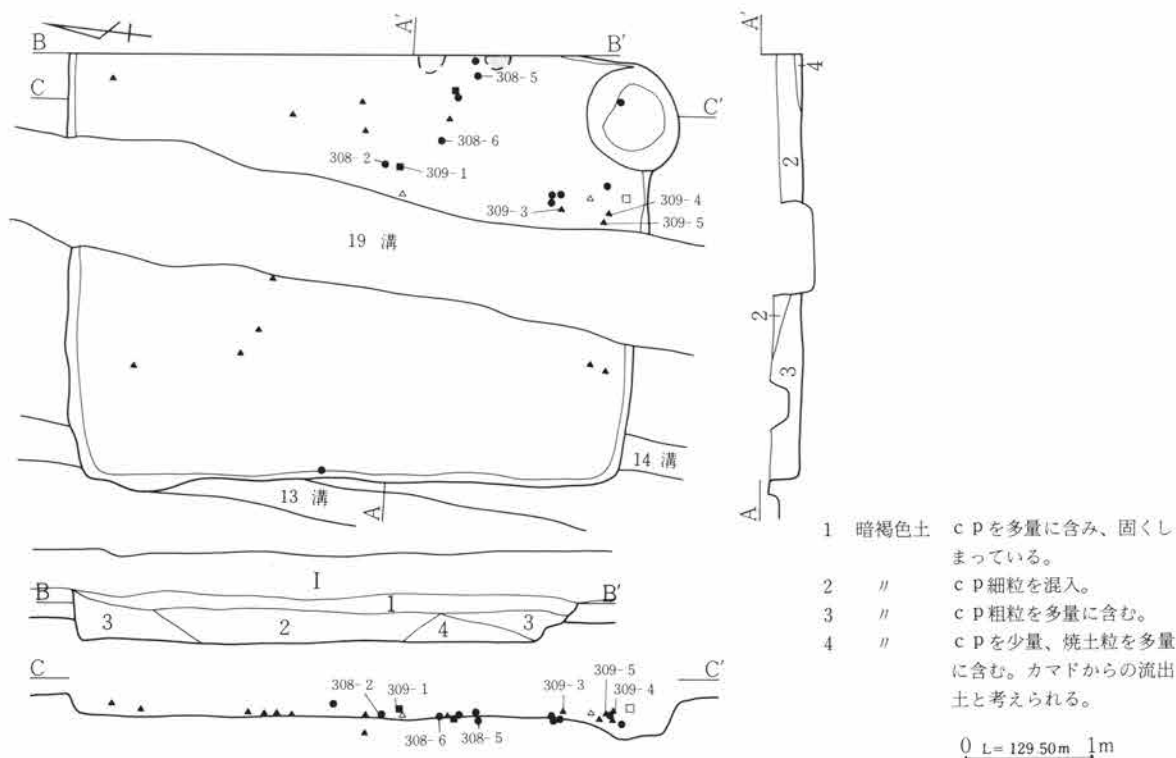 A'
B
B'
C
C'
308-5
308-6
308-2
309-1
309-3
309-4
309-5
19 溝
14 溝
13 溝
A
A'
4
2
2
3
A
I
B
B'
1
3
2
4
3
C
C'
308-2
309-1
309-3
309-5
309-4
308-6
308-5
1 暗褐色土 c pを多量に含み、固くし
まっている。
2 〃 c p細粒を混入。
3 〃 c p粗粒を多量に含む。
4 〃 c pを少量、焼土粒を多量
に含む。カマドからの流出
土と考えられる。
0 L= 129.50m 1m